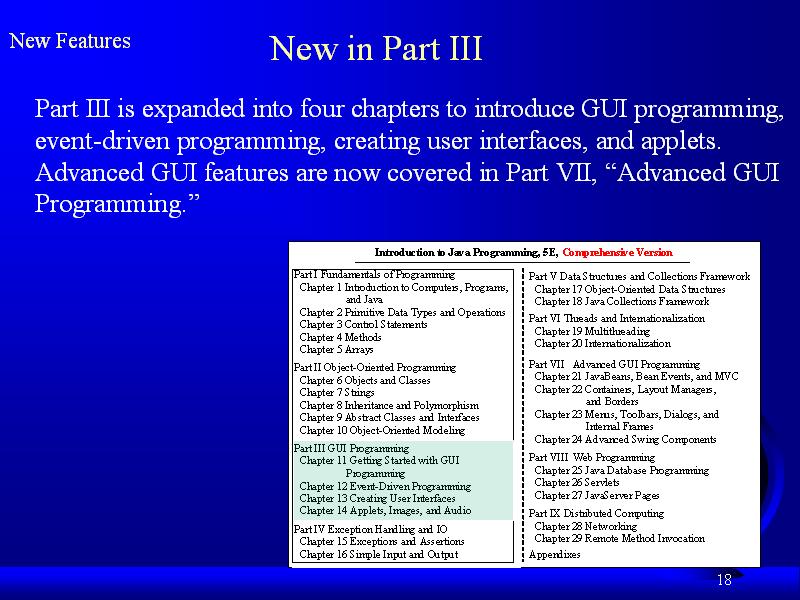 New Features
New in Part III
Part III is expanded into four chapters to introduce GUI programming,
event-driven programming, creating user interfaces, and applets.
Advanced GUI features are now covered in Part VII, “Advanced GUI
Programming.”
Introduction to Java Programming, 5E, Comprehensive Version
Part I Fundamentals of Programming
Chapter 1 Introduction to Computers, Programs,
and Java
Chapter 2 Primitive Data Types and Operations
Chapter 3 Control Statements
Chapter 4 Methods
Chapter 5 Arrays
Part II Object-Oriented Programming
Chapter 6 Objects and Classes
Chapter 7 Strings
Chapter 8 Inheritance and Polymorphism
Chapter 9 Abstract Classes and Interfaces
Chapter 10 Object-Oriented Modeling
Part III GUI Programming
Chapter 11 Getting Started with GUI
Programming
Chapter 12 Event-Driven Programming
Chapter 13 Creating User Interfaces
Chapter 14 Applets, Images, and Audio
Part IV Exception Handling and IO
Chapter 15 Exceptions and Assertions
Chapter 16 Simple Input and Output
Part V Data Structures and Collections Framework
Chapter 17 Object-Oriented Data Structures
Chapter 18 Java Collections Framework
Part VI Threads and Internationalization
Chapter 19 Multithreading
Chapter 20 Internationalization
Part VII Advanced GUI Programming
Chapter 21 JavaBeans, Bean Events, and MVC
Chapter 22 Containers, Layout Managers,
and Borders
Chapter 23 Menus, Toolbars, Dialogs, and
Internal Frames
Chapter 24 Advanced Swing Components
Part VIII Web Programming
Chapter 25 Java Database Programming
Chapter 26 Servlets
Chapter 27 JavaServer Pages
Part IX Distributed Computing
Chapter 28 Networking
Chapter 29 Remote Method Invocation
Appendixes
18